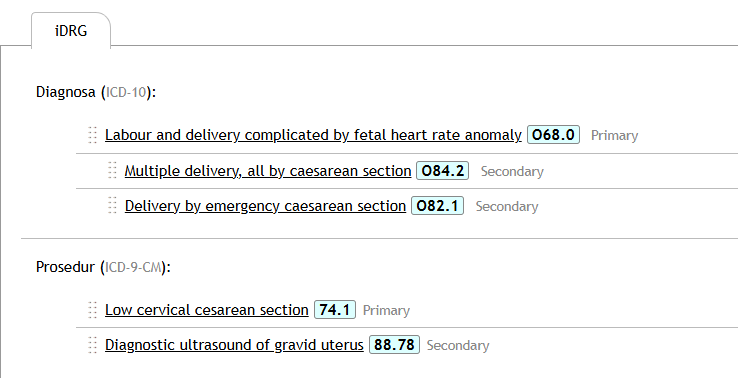 iDRG
Diagnosa (ICD-10):
Labour and delivery complicated by fetal heart rate anomaly O68.0 Primary
Multiple delivery, all by caesarean section O84.2 Secondary
Delivery by emergency caesarean section O82.1 Secondary
Prosedur (ICD-9-CM):
Low cervical cesarean section 74.1 Primary
Diagnostic ultrasound of gravid uterus 88.78 Secondary